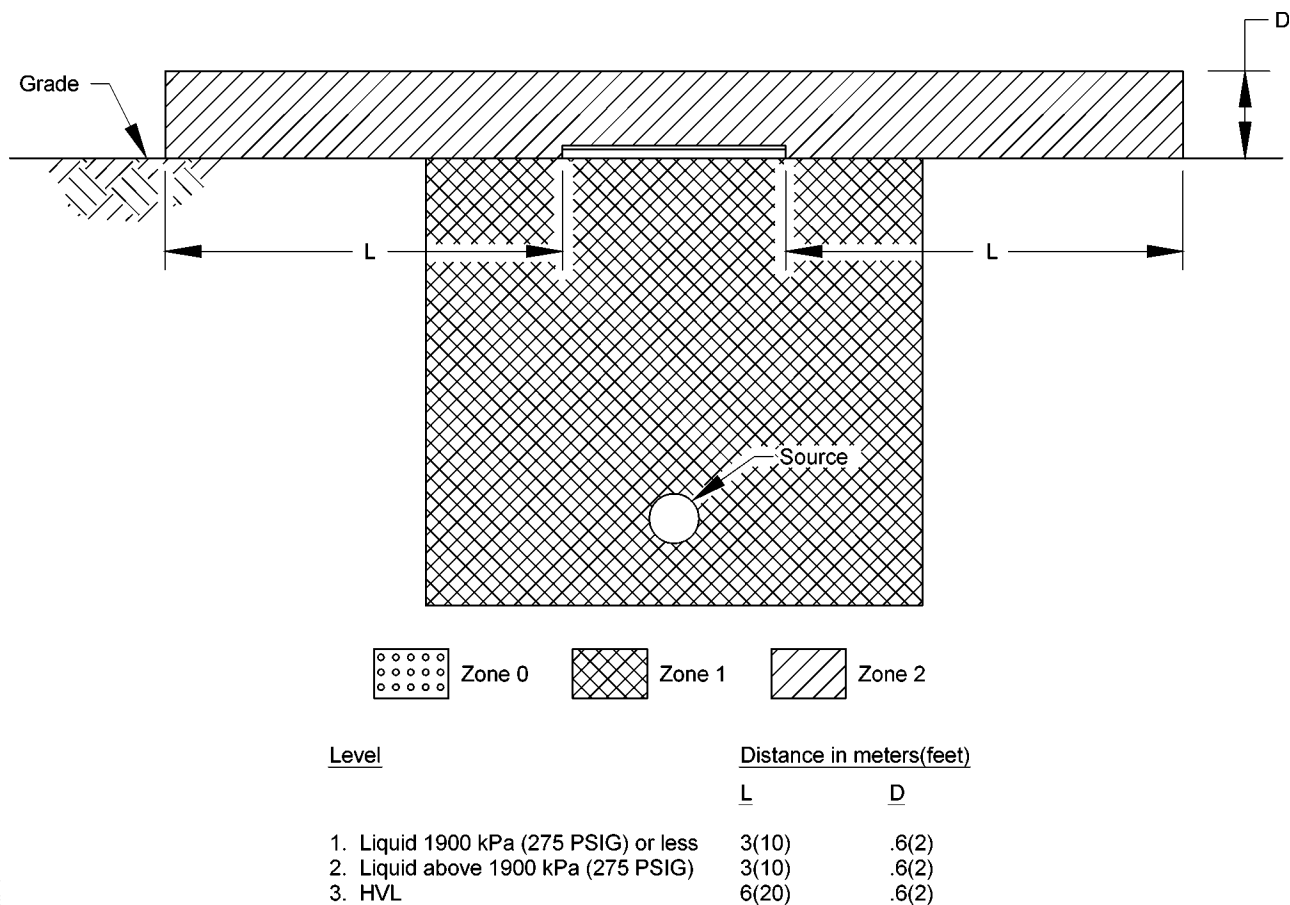 D
Grade
L
L
Source
Zone 0
Zone 1
Zone 2
Level
Distance in meters(feet)
L
D
1. Liquid 1900 kPa (275 PSIG) or less 3(10) .6(2)
2. Liquid above 1900 kPa (275 PSIG) 3(10) .6(2)
3. HVL 6(20) .6(2)